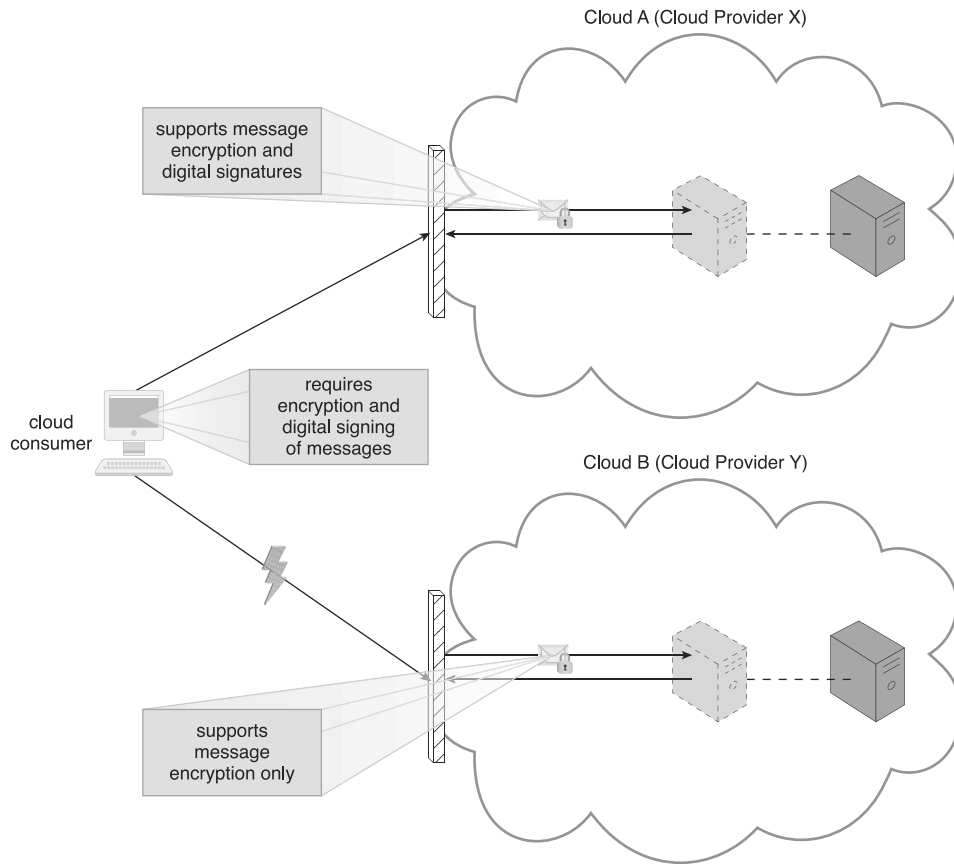 Cloud A (Cloud Provider X)
supports message
encryption and
digital signatures
requires
encryption and
digital signing
of messages
cloud
consumer
Cloud B (Cloud Provider Y)
supports
message
encryption only